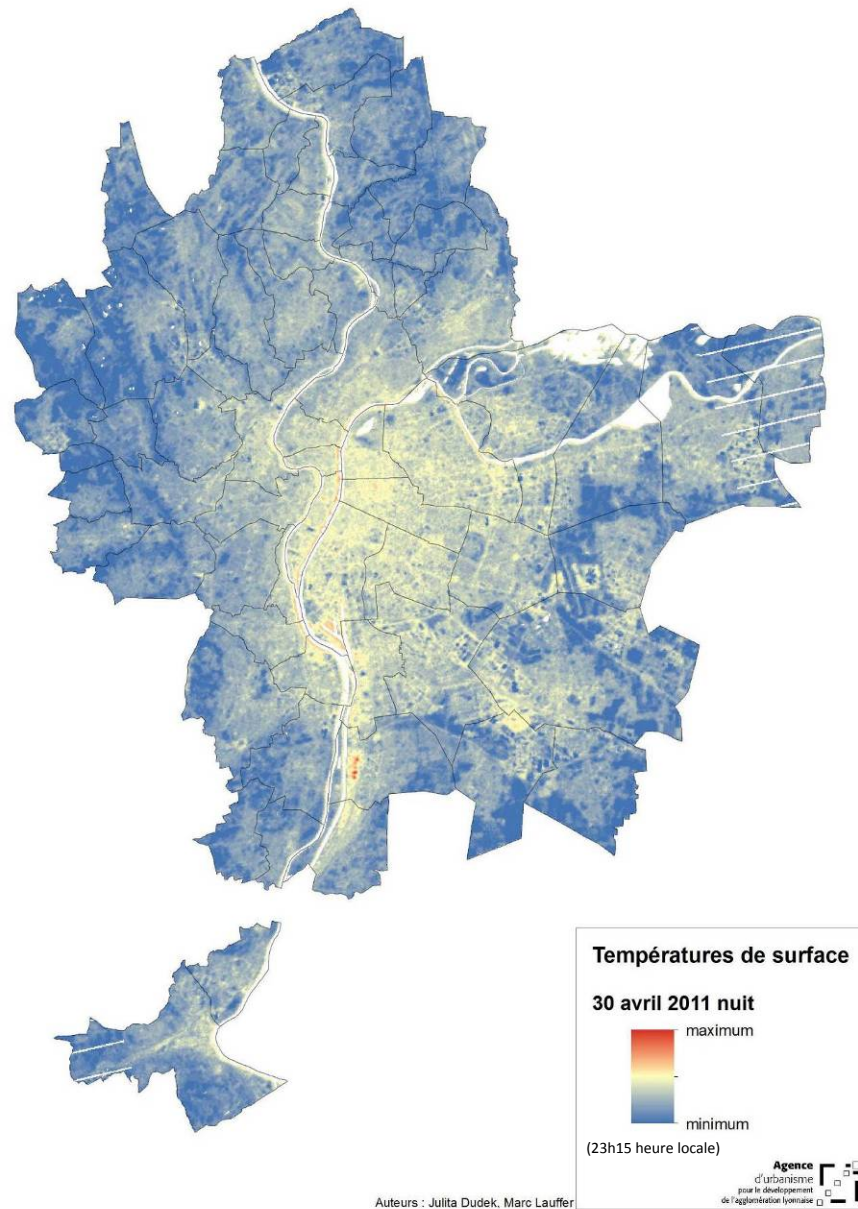 Températures de surface
30 avril 2011 nuit
maximum
minimum
(23h15 heure locale)
Agence
d'urbanisme
pour le développement
de l'agglomération lyonnaise
Auteurs : Julita Dudek, Marc Lauffer